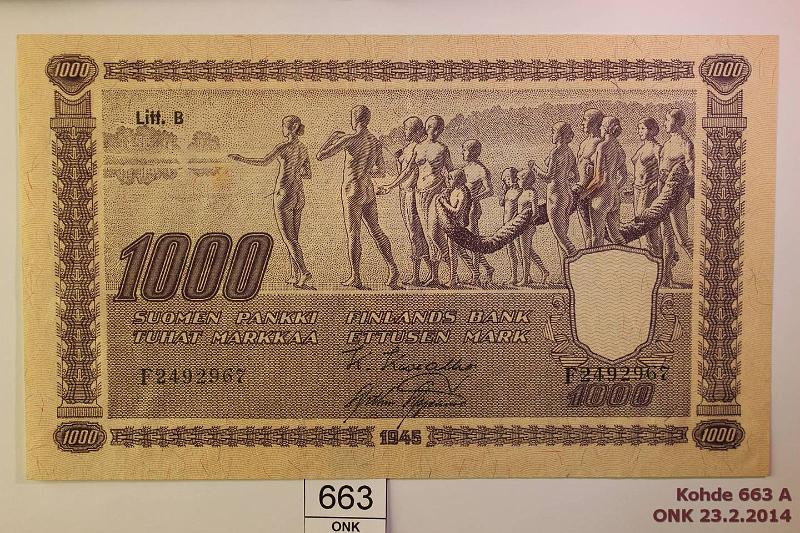 1000 1000
Litt. B
1000
SUOMEN PANKKI FINLANDS BANK
TUHAT MARKKAA ETTUSEN MARK
F2492967 F2492967
1000
1000 1945 1000
663
ONK
Kohde 663 A
ONK 23.2.2014